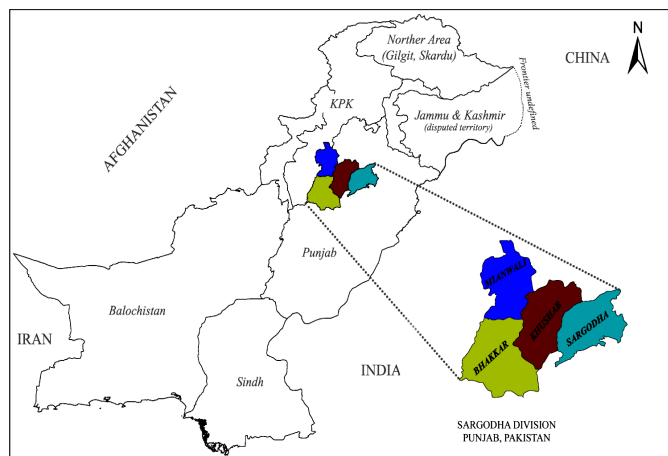 Norther Area
(Gilgit, Skardu)
CHINA
N
KPK
Frontier undefined
Jammu & Kashmir
(disputed territory)
AFGHANISTAN
Punjab
MIANWALI
KHUSHAB
SARGODHA
BHAKKAR
Balochistan
IRAN
INDIA
Sindh
SARGODHA DIVISION
PUNJAB, PAKISTAN